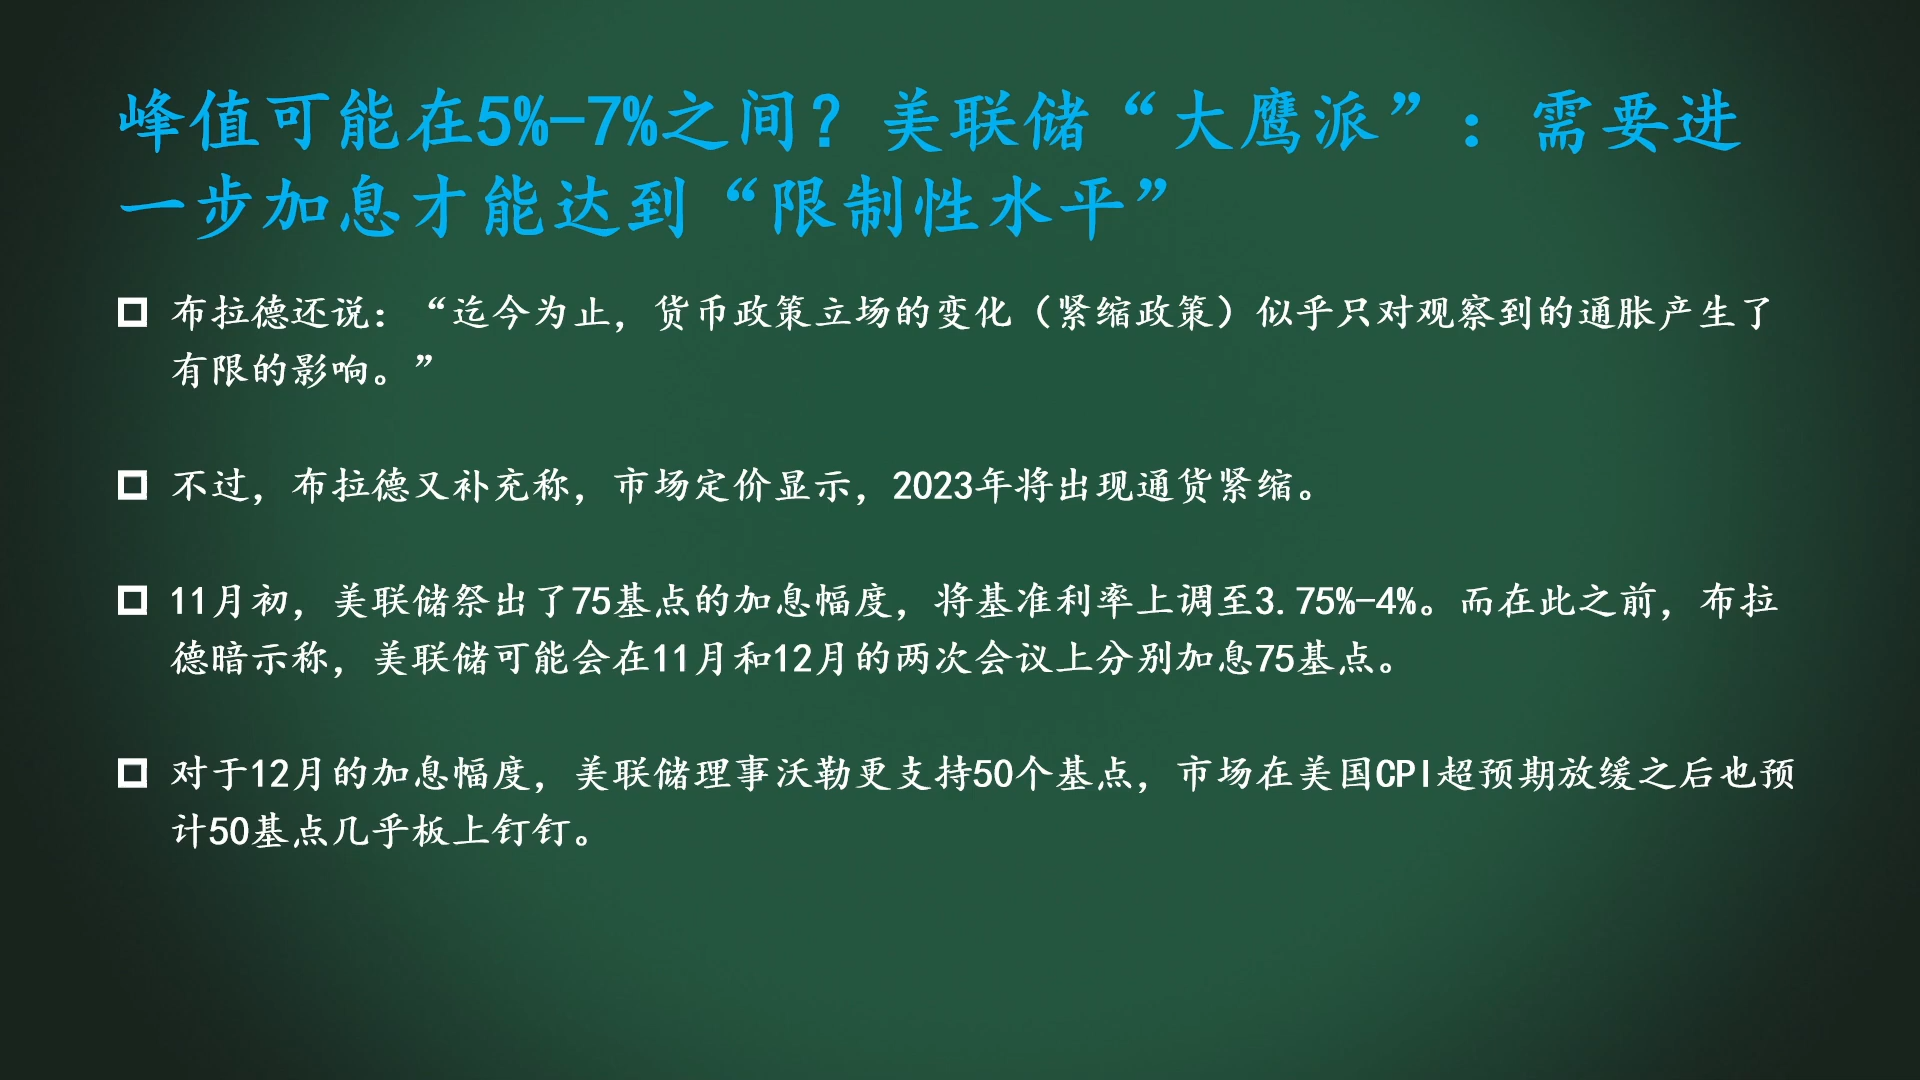 峰值可能在5%-7%之间？美联储“大鹰派”：需要进
一步加息才能达到“限制性水平”
布拉德还说：“迄今为止，货币政策立场的变化（紧缩政策）似乎只对观察到的通胀产生了
有限的影响。”
不过，布拉德又补充称，市场定价显示，2023年将出现通货紧缩。
11月初，美联储祭出了75基点的加息幅度，将基准利率上调至3.75%-4%。而在此之前，布拉
德暗示称，美联储可能会在11月和12月的两次会议上分别加息75基点。
对于12月的加息幅度，美联储理事沃勒更支持50个基点，市场在美国CPI超预期放缓之后也预
计50基点几乎板上钉钉。